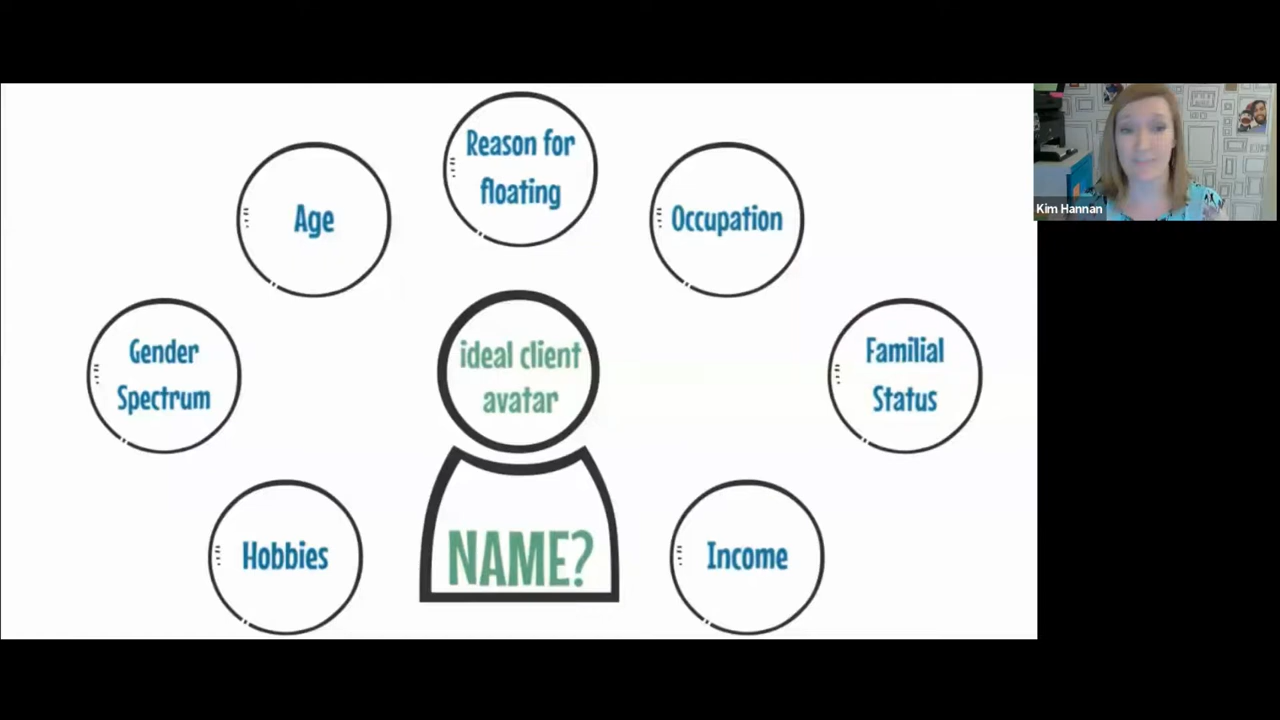 Reason for
floating
Age
Occupation
Gender
Spectrum
ideal client
avatar
Familial
Status
Hobbies
NAME?
Income
Kim Hannan